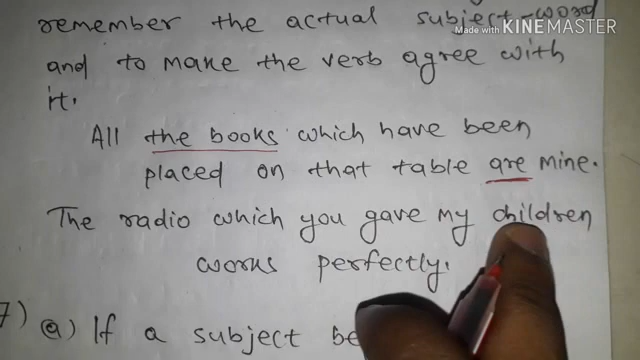 remember the actual subject-word
Made with KINEMASTER
and to make the verb agree with
it.
All the books which have been
placed on that table are mine.
The radio which you gave my children
works perfectly.
7) a) If a subject be